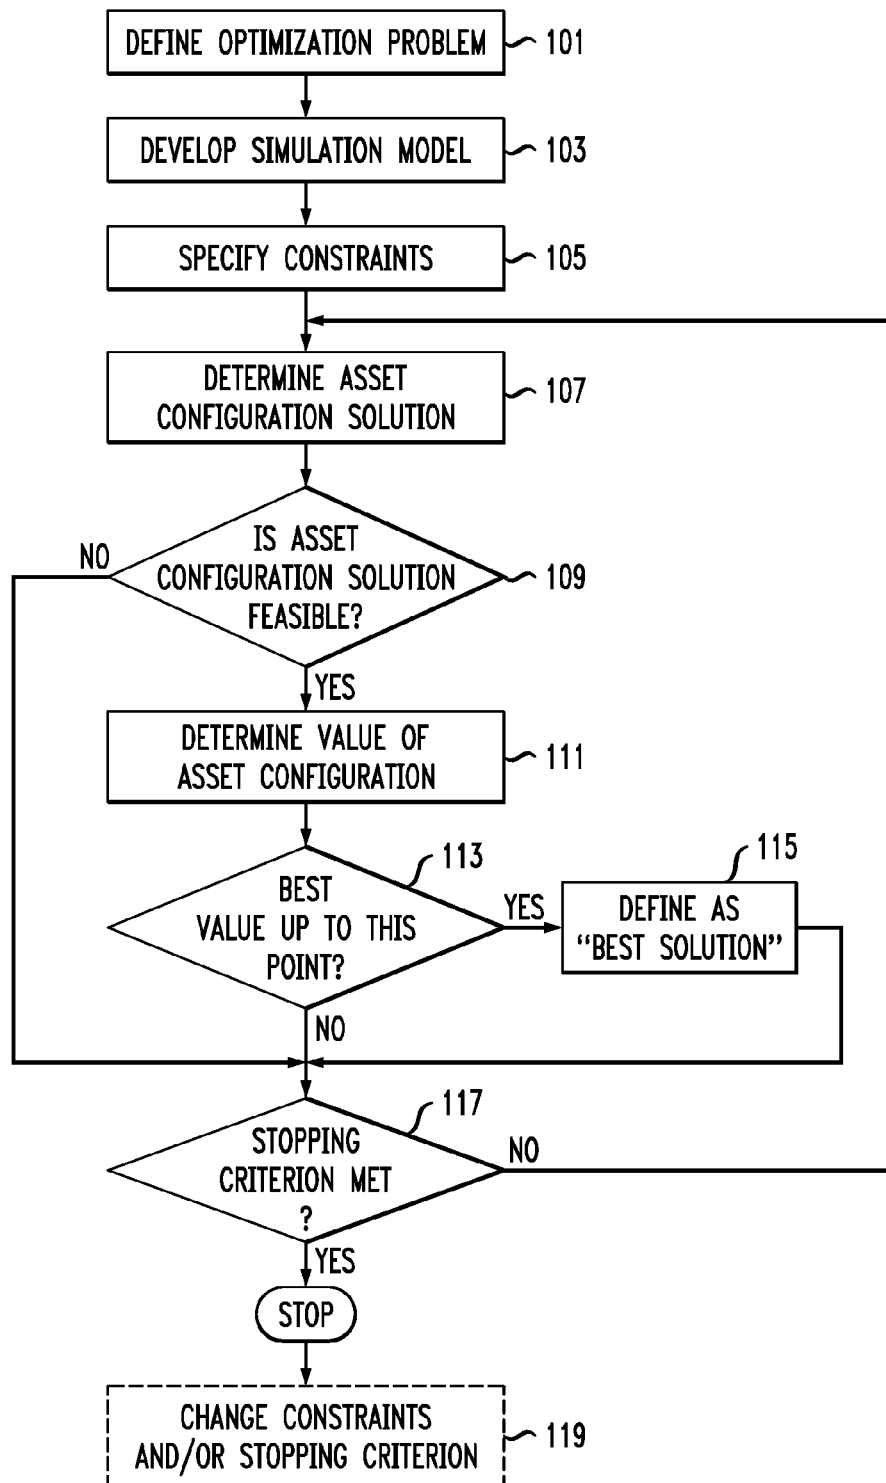 DEFINE OPTIMIZATION PROBLEM
101
DEVELOP SIMULATION MODEL
103
SPECIFY CONSTRAINTS
105
DETERMINE ASSET
CONFIGURATION SOLUTION
107
IS ASSET
CONFIGURATION SOLUTION
FEASIBLE?
109
NO
YES
DETERMINE VALUE OF
ASSET CONFIGURATION
111
BEST
VALUE UP TO THIS
POINT?
113
YES
DEFINE AS
“BEST SOLUTION”
115
NO
STOPPING
CRITERION MET
?
117
NO
YES
STOP
CHANGE CONSTRAINTS
AND/OR STOPPING CRITERION
119